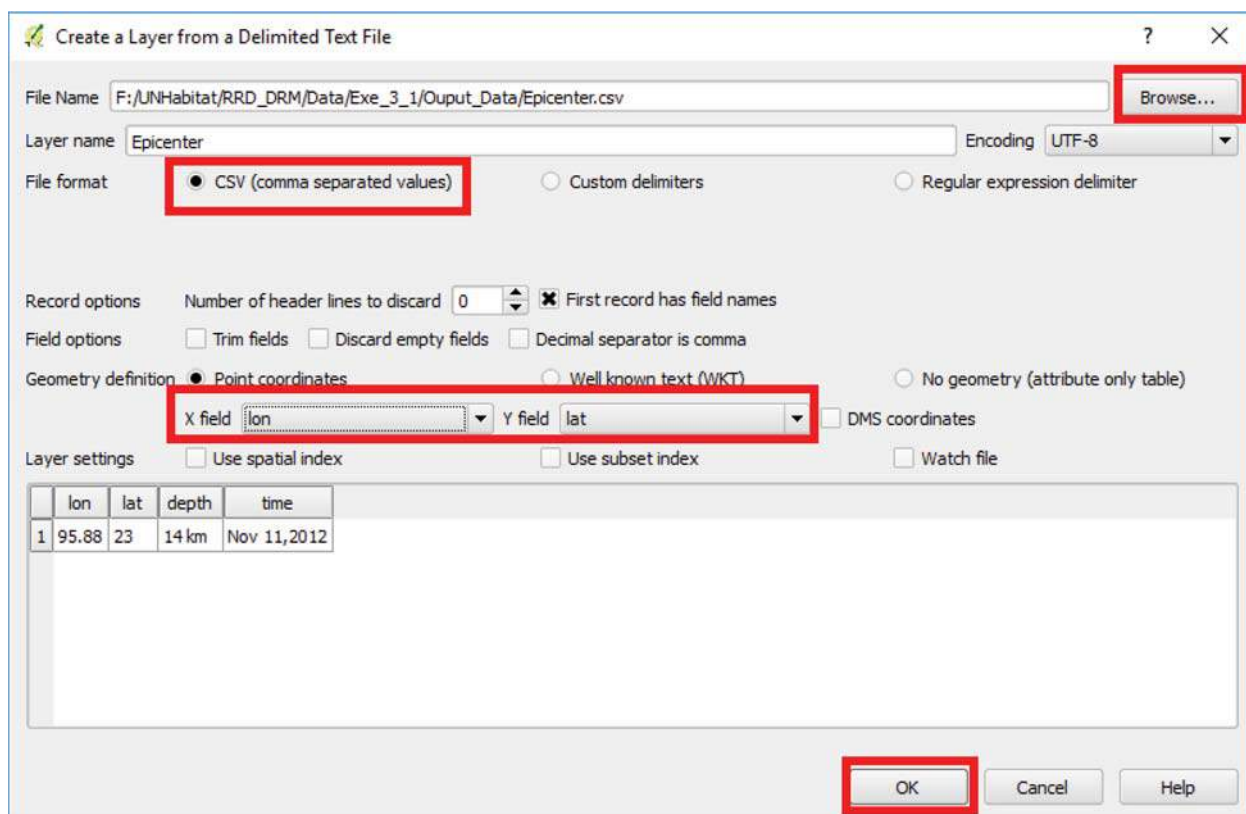 Create a Layer from a Delimited Text File ?
File Name F:/UNHabitat/RRD_DRM/Data/Exe_3_1/Ouput_Data/Epicenter.csv Browse...
Layer name Epicenter Encoding UTF-8
File format CSV (comma separated values) Custom delimiters Regular expression delimiter
Record options Number of header lines to discard 0 First record has field names
Field options Trim fields Discard empty fields Decimal separator is comma
Geometry definition Point coordinates Well known text (WKT) No geometry (attribute only table)
X field lon Y field lat DMS coordinates
Layer settings Use spatial index Use subset index Watch file
lon lat depth time
1 95.88 23 14 km Nov 11,2012
OK Cancel Help